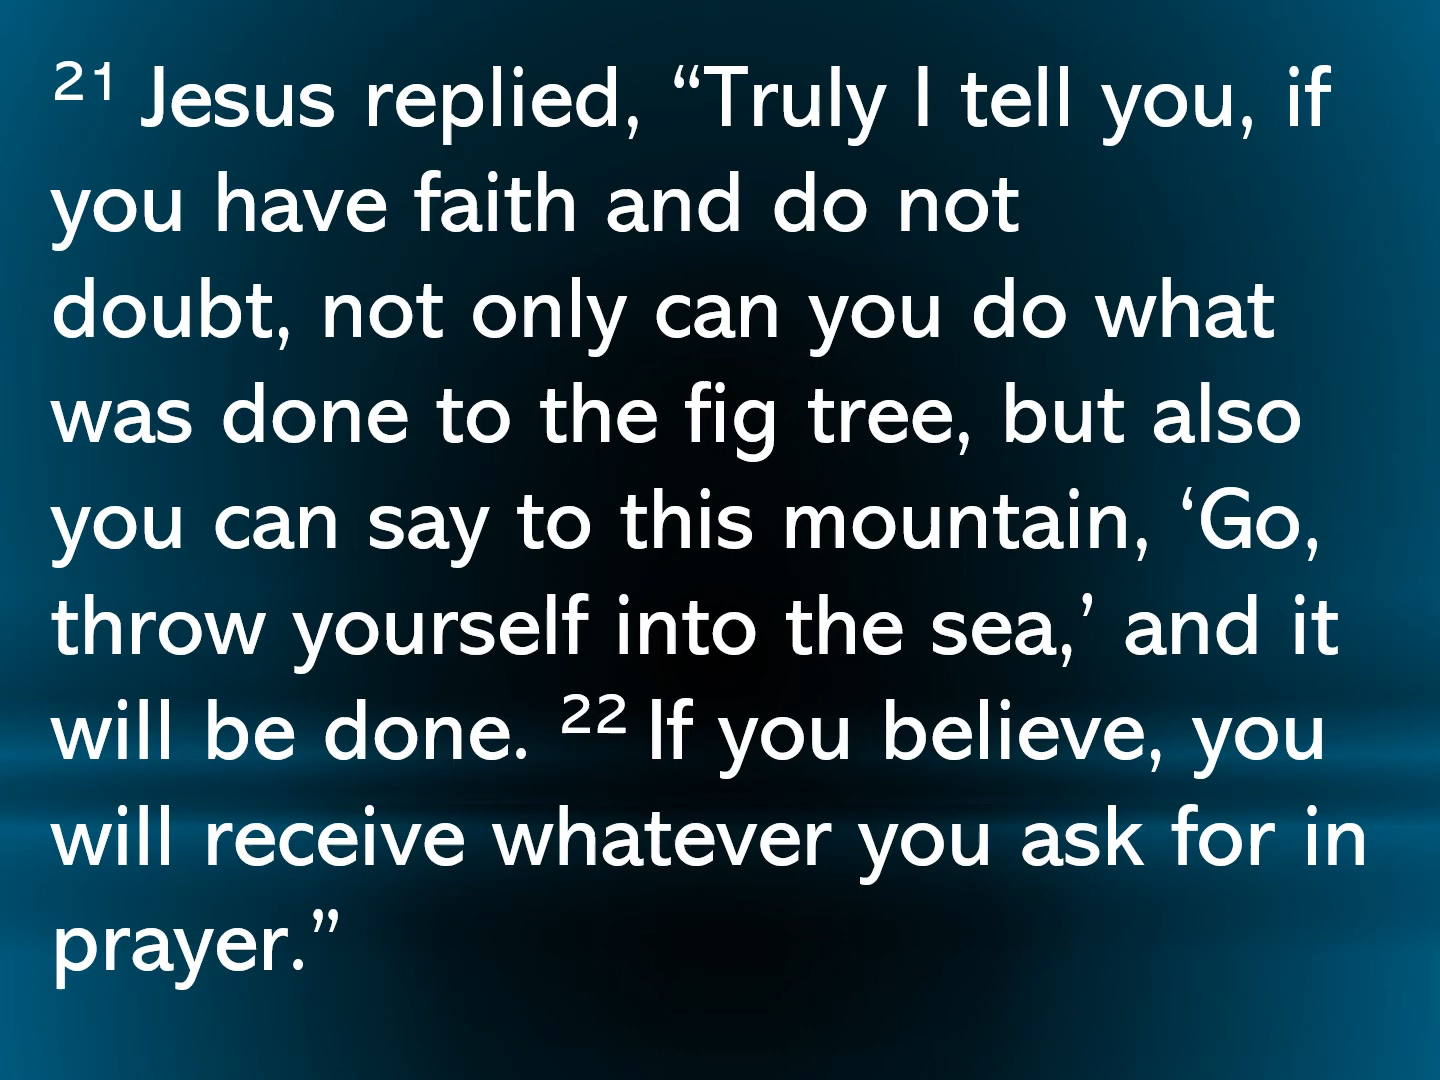 21 Jesus replied, “Truly I tell you, if
you have faith and do not
doubt, not only can you do what
was done to the fig tree, but also
you can say to this mountain, ‘Go,
throw yourself into the sea,’ and it
will be done. 22 If you believe, you
will receive whatever you ask for in
prayer.”